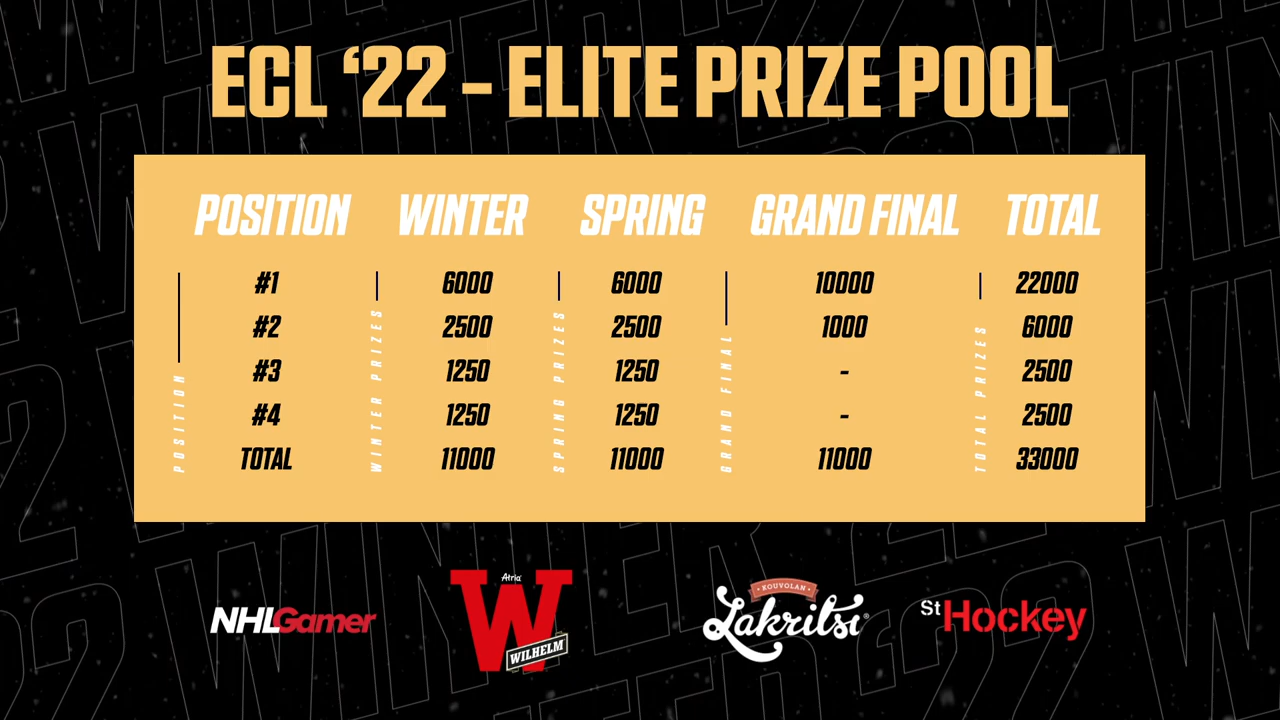 ECL ‘22 - ELITE PRIZE POOL
POSITION WINTER SPRING GRAND FINAL TOTAL
#1 6000 6000 10000 22000
#2 2500 2500 1000 6000
#3 1250 1250 - 2500
#4 1250 1250 - 2500
TOTAL 11000 11000 11000 33000
POSITION
WINTER PRIZES
SPRING PRIZES
GRAND FINAL
TOTAL PRIZES
NHLGamer
Atria
W
WILHELM
KOUVOLAN
Lakritsi®
St Hockey